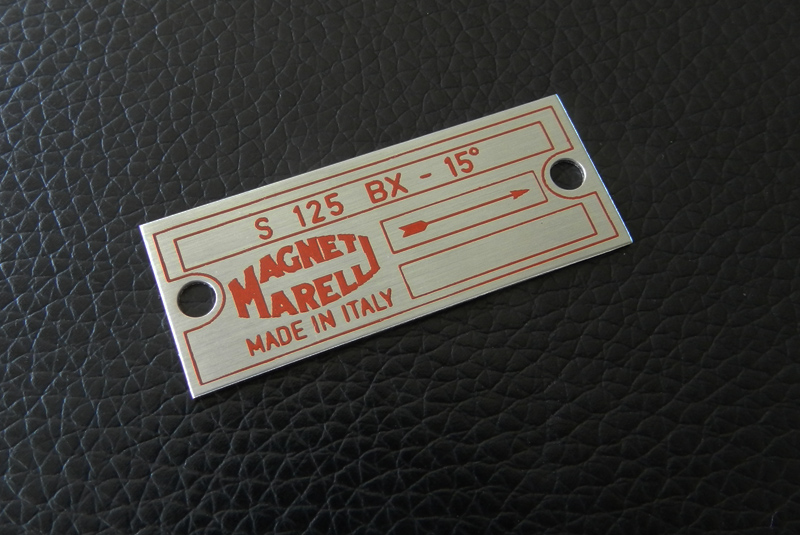 S 125 BX - 15°
MAGNETI
MARELLI
MADE IN ITALY